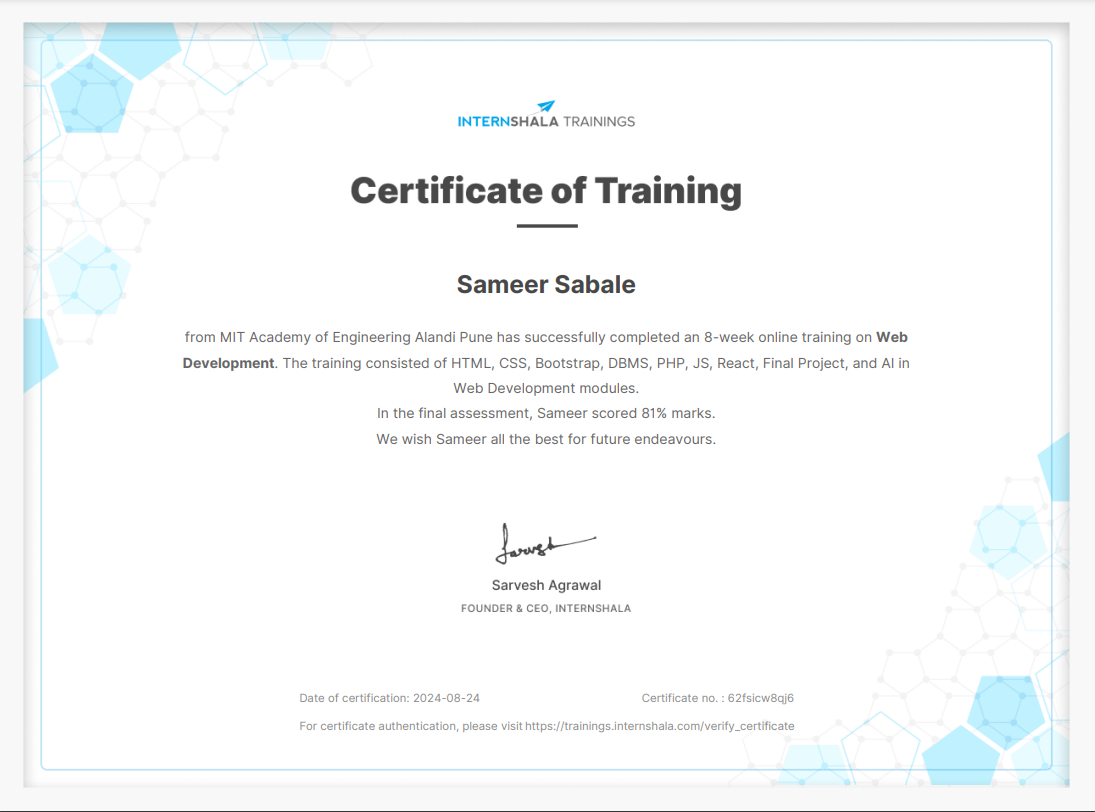 INTERNSHALA TRAININGS
Certificate of Training
Sameer Sabale
from MIT Academy of Engineering Alandi Pune has successfully completed an 8-week online training on Web
Development. The training consisted of HTML, CSS, Bootstrap, DBMS, PHP, JS, React, Final Project, and AI in
Web Development modules.
In the final assessment, Sameer scored 81% marks.
We wish Sameer all the best for future endeavours.
Sarvesh
Sarvesh Agrawal
FOUNDER & CEO, INTERNSHALA
Date of certification: 2024-08-24 Certificate no. : 62fsicw8qj6
For certificate authentication, please visit https://trainings.internshala.com/verify_certificate